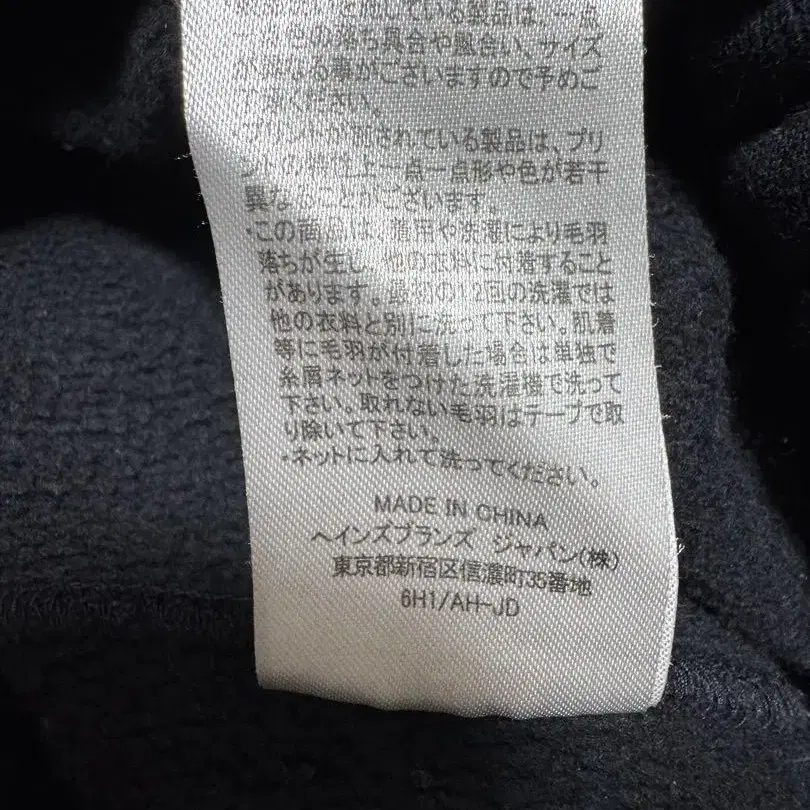 ている製品は、一点
の落ち具合や風合い、サイズ
が異なる事がございますので予めご
了承ください。
・プリントが施されている製品は、プリ
ントの特性上一点一点形や色が若干
異なることがございます。
・この商品は、着用や洗濯により毛羽
落ちが生し、他の衣料に付着すること
があります。最初の1,2回の洗濯では
他の衣料と別に洗って下さい。肌着
等に毛羽が付着した場合は単独で
糸屑ネットをつけた洗濯機で洗って
下さい。取れない毛羽はテープで取
り除いて下さい。
・ネットに入れて洗ってください。
MADE IN CHINA
ヘインズブランズ ジャパン(株)
東京都新宿区信濃町35番地
6H1/AH-JD